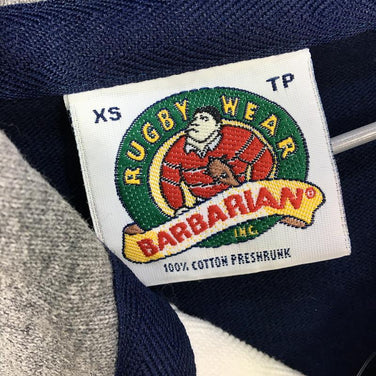 XS TP
RUGBY WEAR
BARBARIAN®
INC.
100% COTTON PRESHRUNK